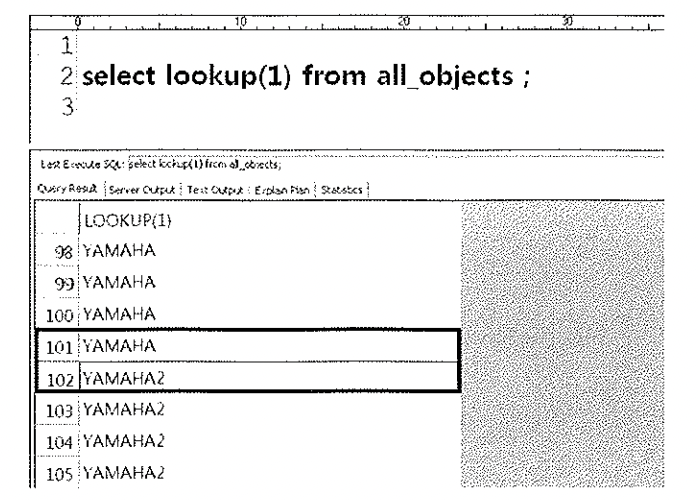 0 10 20 30
1
2 select lookup(1) from all_objects ;
3
Last Execute SQL: select lookup(1) from all_objects;
Query Result Server Output Text Output Explan Plan Statistics
LOOKUP(1)
98 YAMAHA
99 YAMAHA
100 YAMAHA
101 YAMAHA
102 YAMAHA2
103 YAMAHA2
104 YAMAHA2
105 YAMAHA2